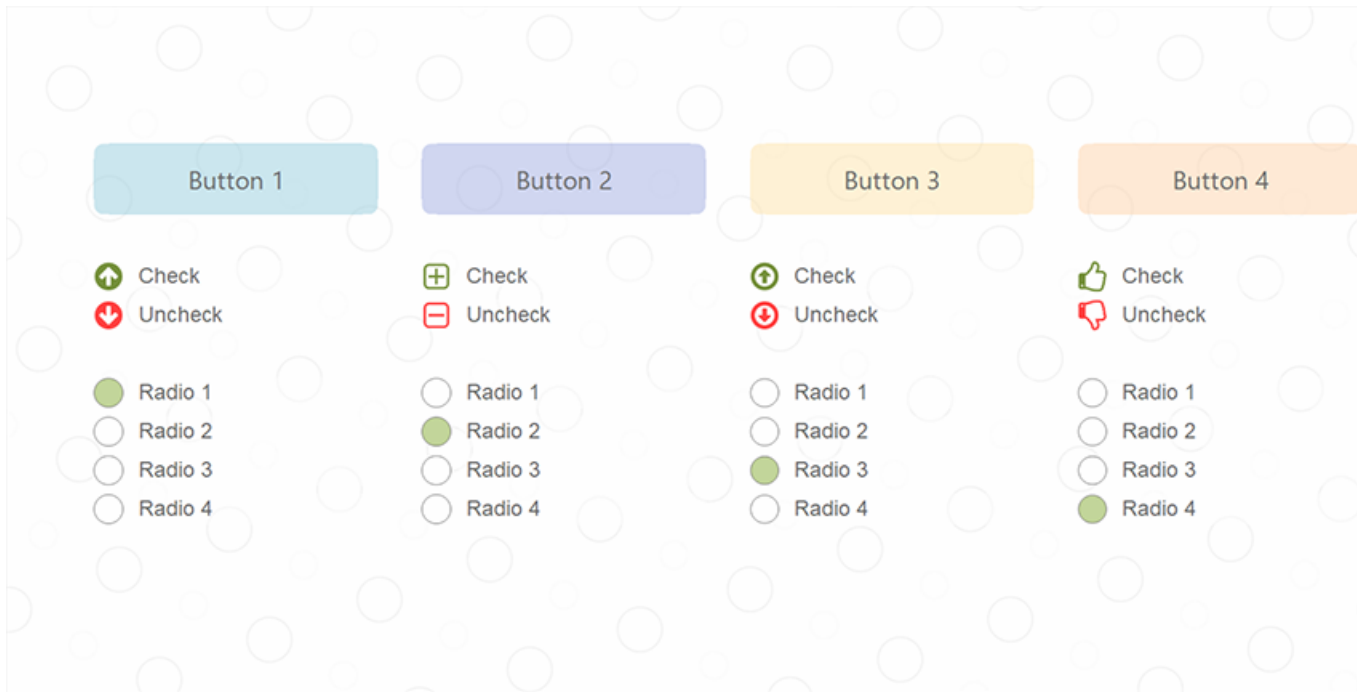 Button 1
Check
Uncheck
Radio 1
Radio 2
Radio 3
Radio 4
Button 2
Check
Uncheck
Radio 1
Radio 2
Radio 3
Radio 4
Button 3
Check
Uncheck
Radio 1
Radio 2
Radio 3
Radio 4
Button 4
Check
Uncheck
Radio 1
Radio 2
Radio 3
Radio 4